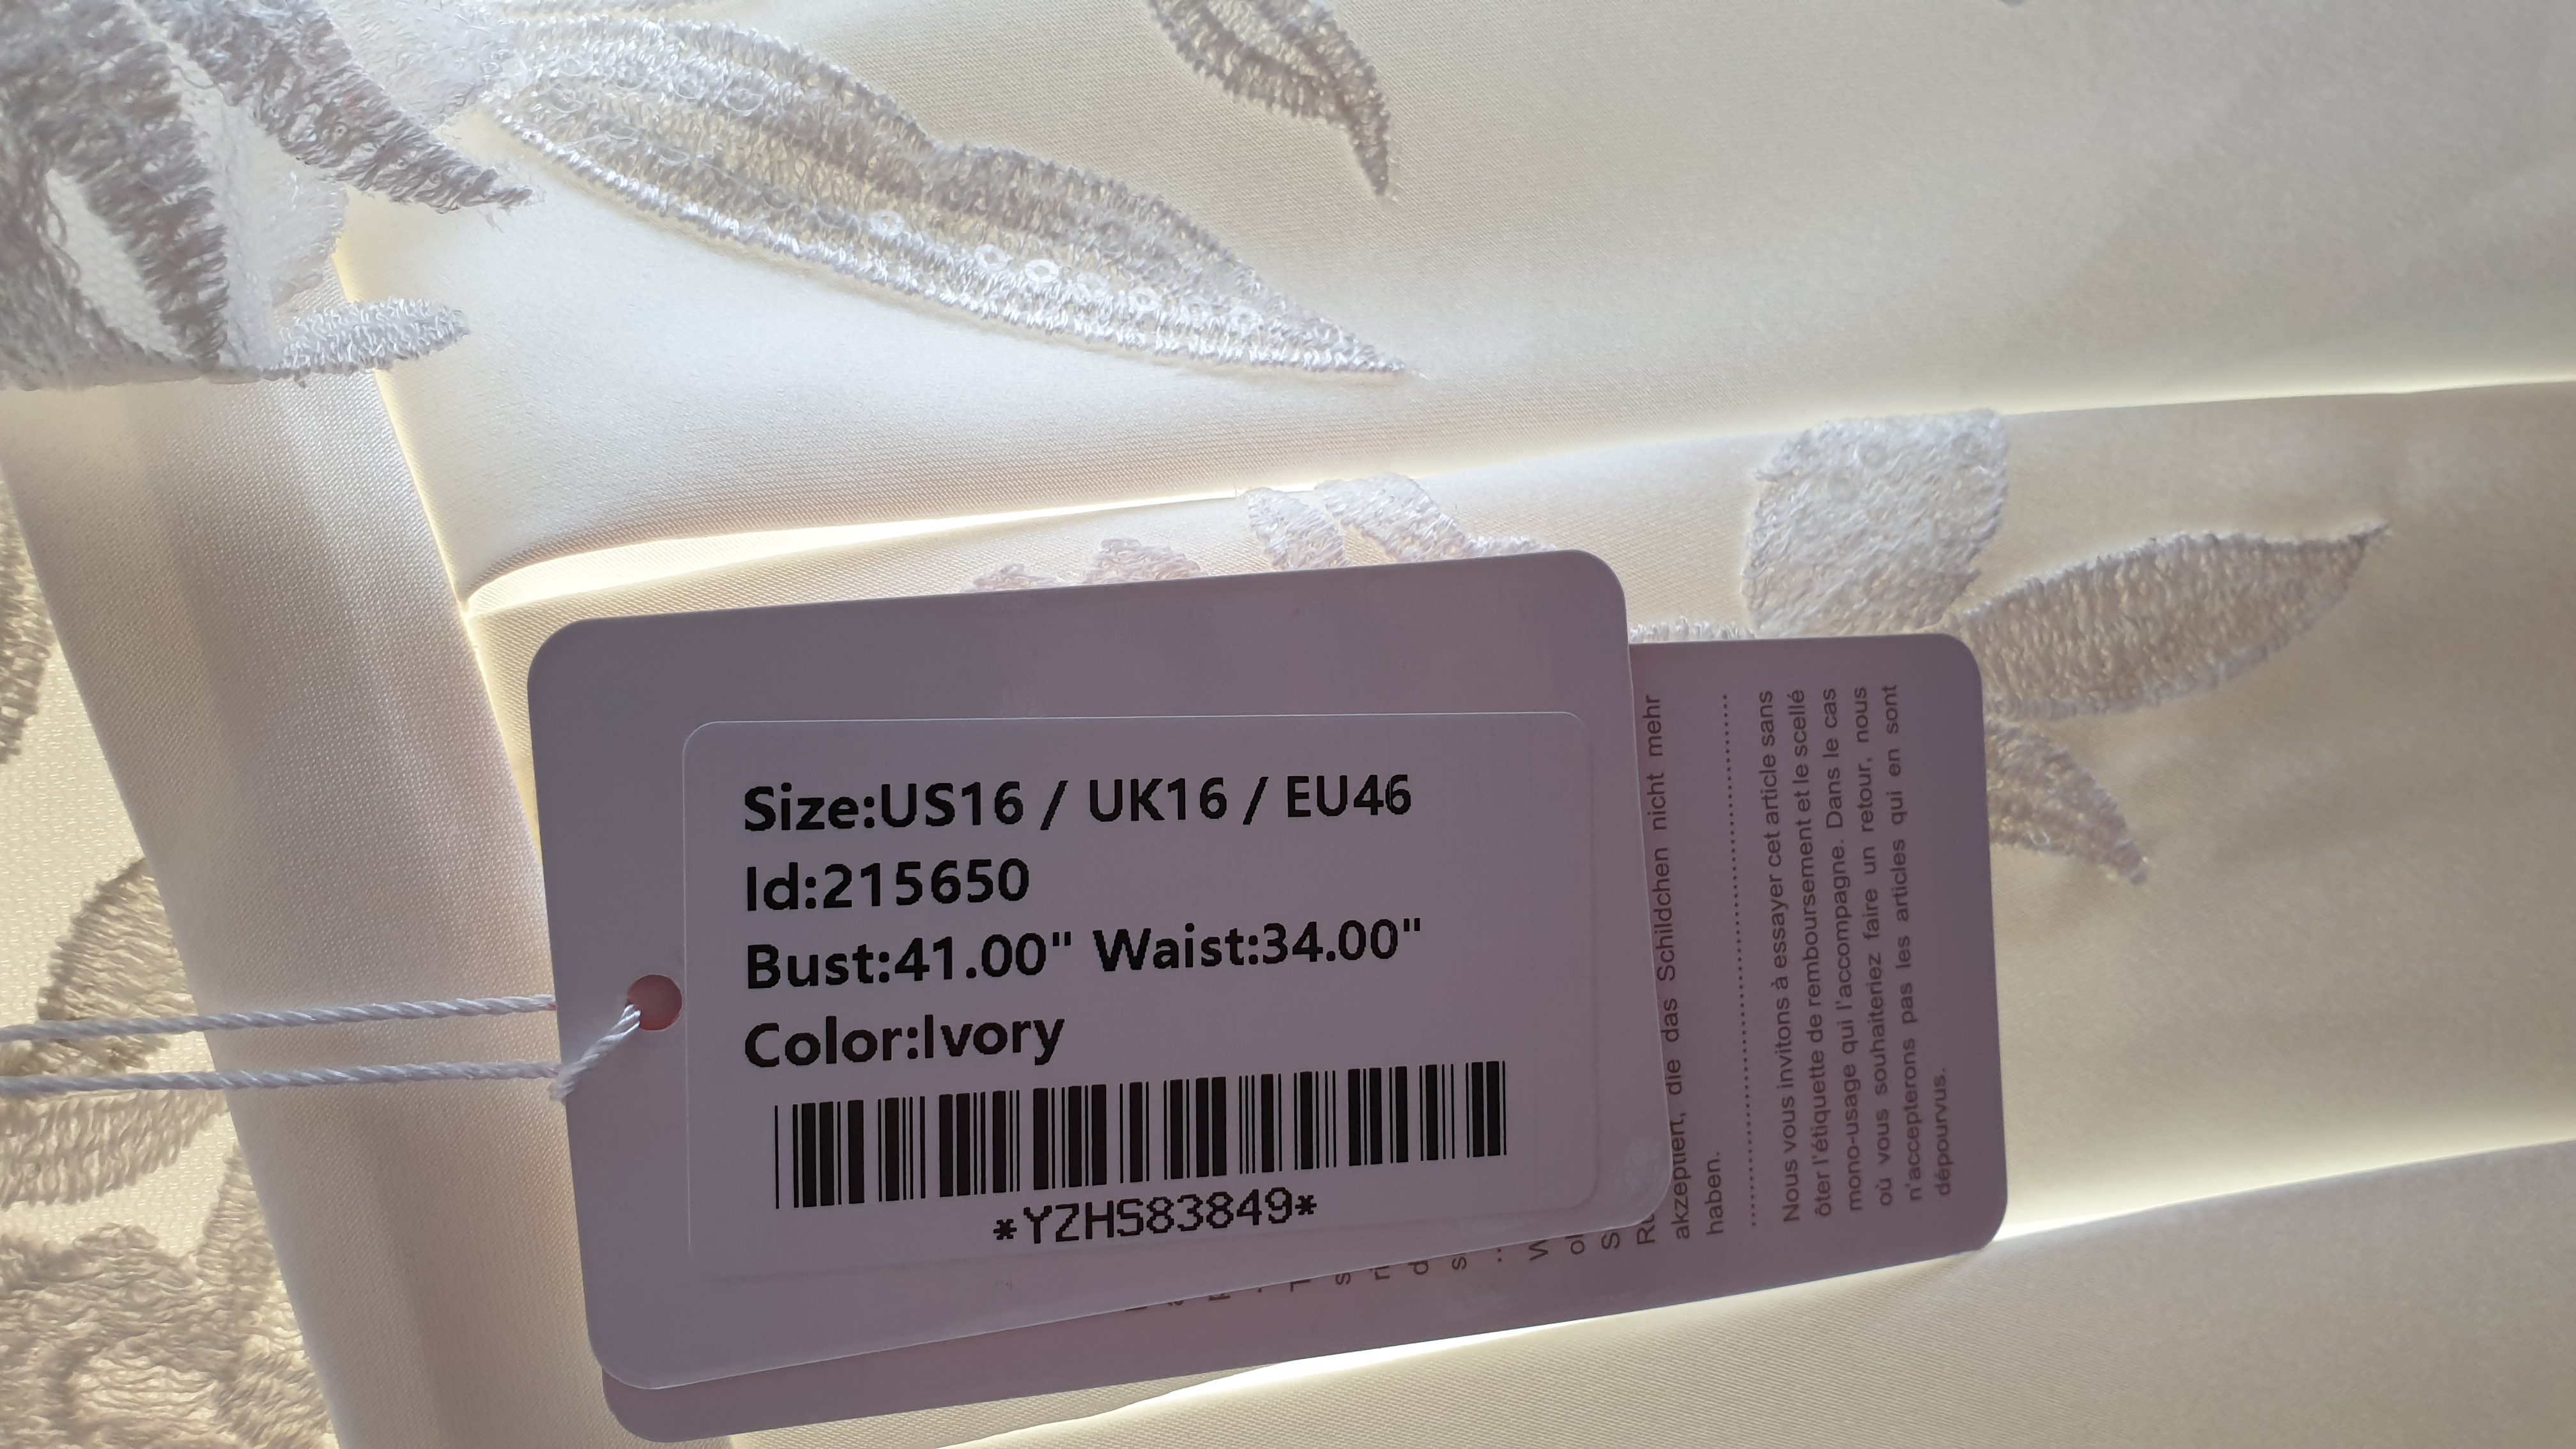 Size:US16 / UK16 / EU46
Id:215650
Bust:41.00" Waist:34.00"
Color:Ivory
*YZHS83849*
nicht mehr
akzeptiert, die das Schildchen
haben.
Nous vous invitons à essayer cet article sans
ôter l'étiquette de remboursement et le scellé
mono-usage qui l'accompagne. Dans le cas
où vous souhaiteriez faire un retour, nous
n'accepterons pas les articles qui en sont
dépourvus.